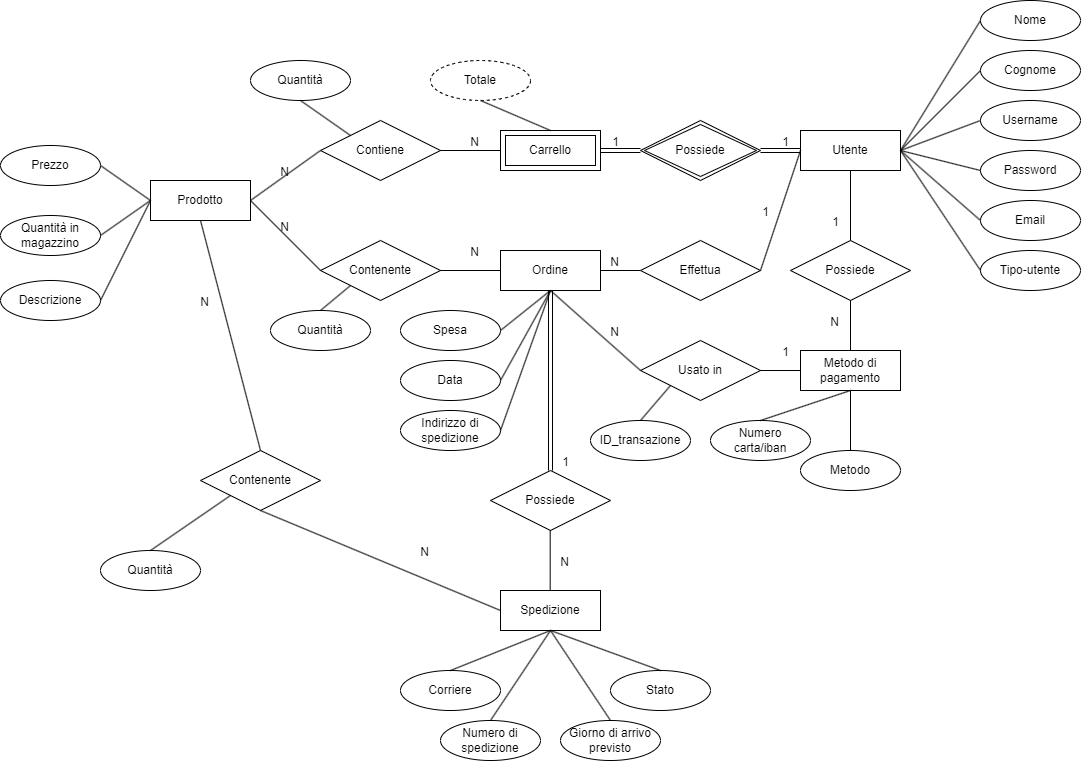 Nome
Quantità
Totale
Cognome
Username
N
1
1
Contiene
Carrello
Possiede
Utente
Prezzo
N
Password
Prodotto
1
Email
Quantità in
magazzino
N
N
N
1
Contenente
Ordine
Effettua
Possiede
Tipo-utente
Descrizione
N
Quantità
Spesa
N
N
1
Metodo di
pagamento
Usato in
Data
Indirizzo di
spedizione
ID_transazione
Numero
carta/iban
1
Metodo
Contenente
Possiede
N
N
Quantità
Spedizione
Corriere
Stato
Numero di
spedizione
Giorno di arrivo
previsto